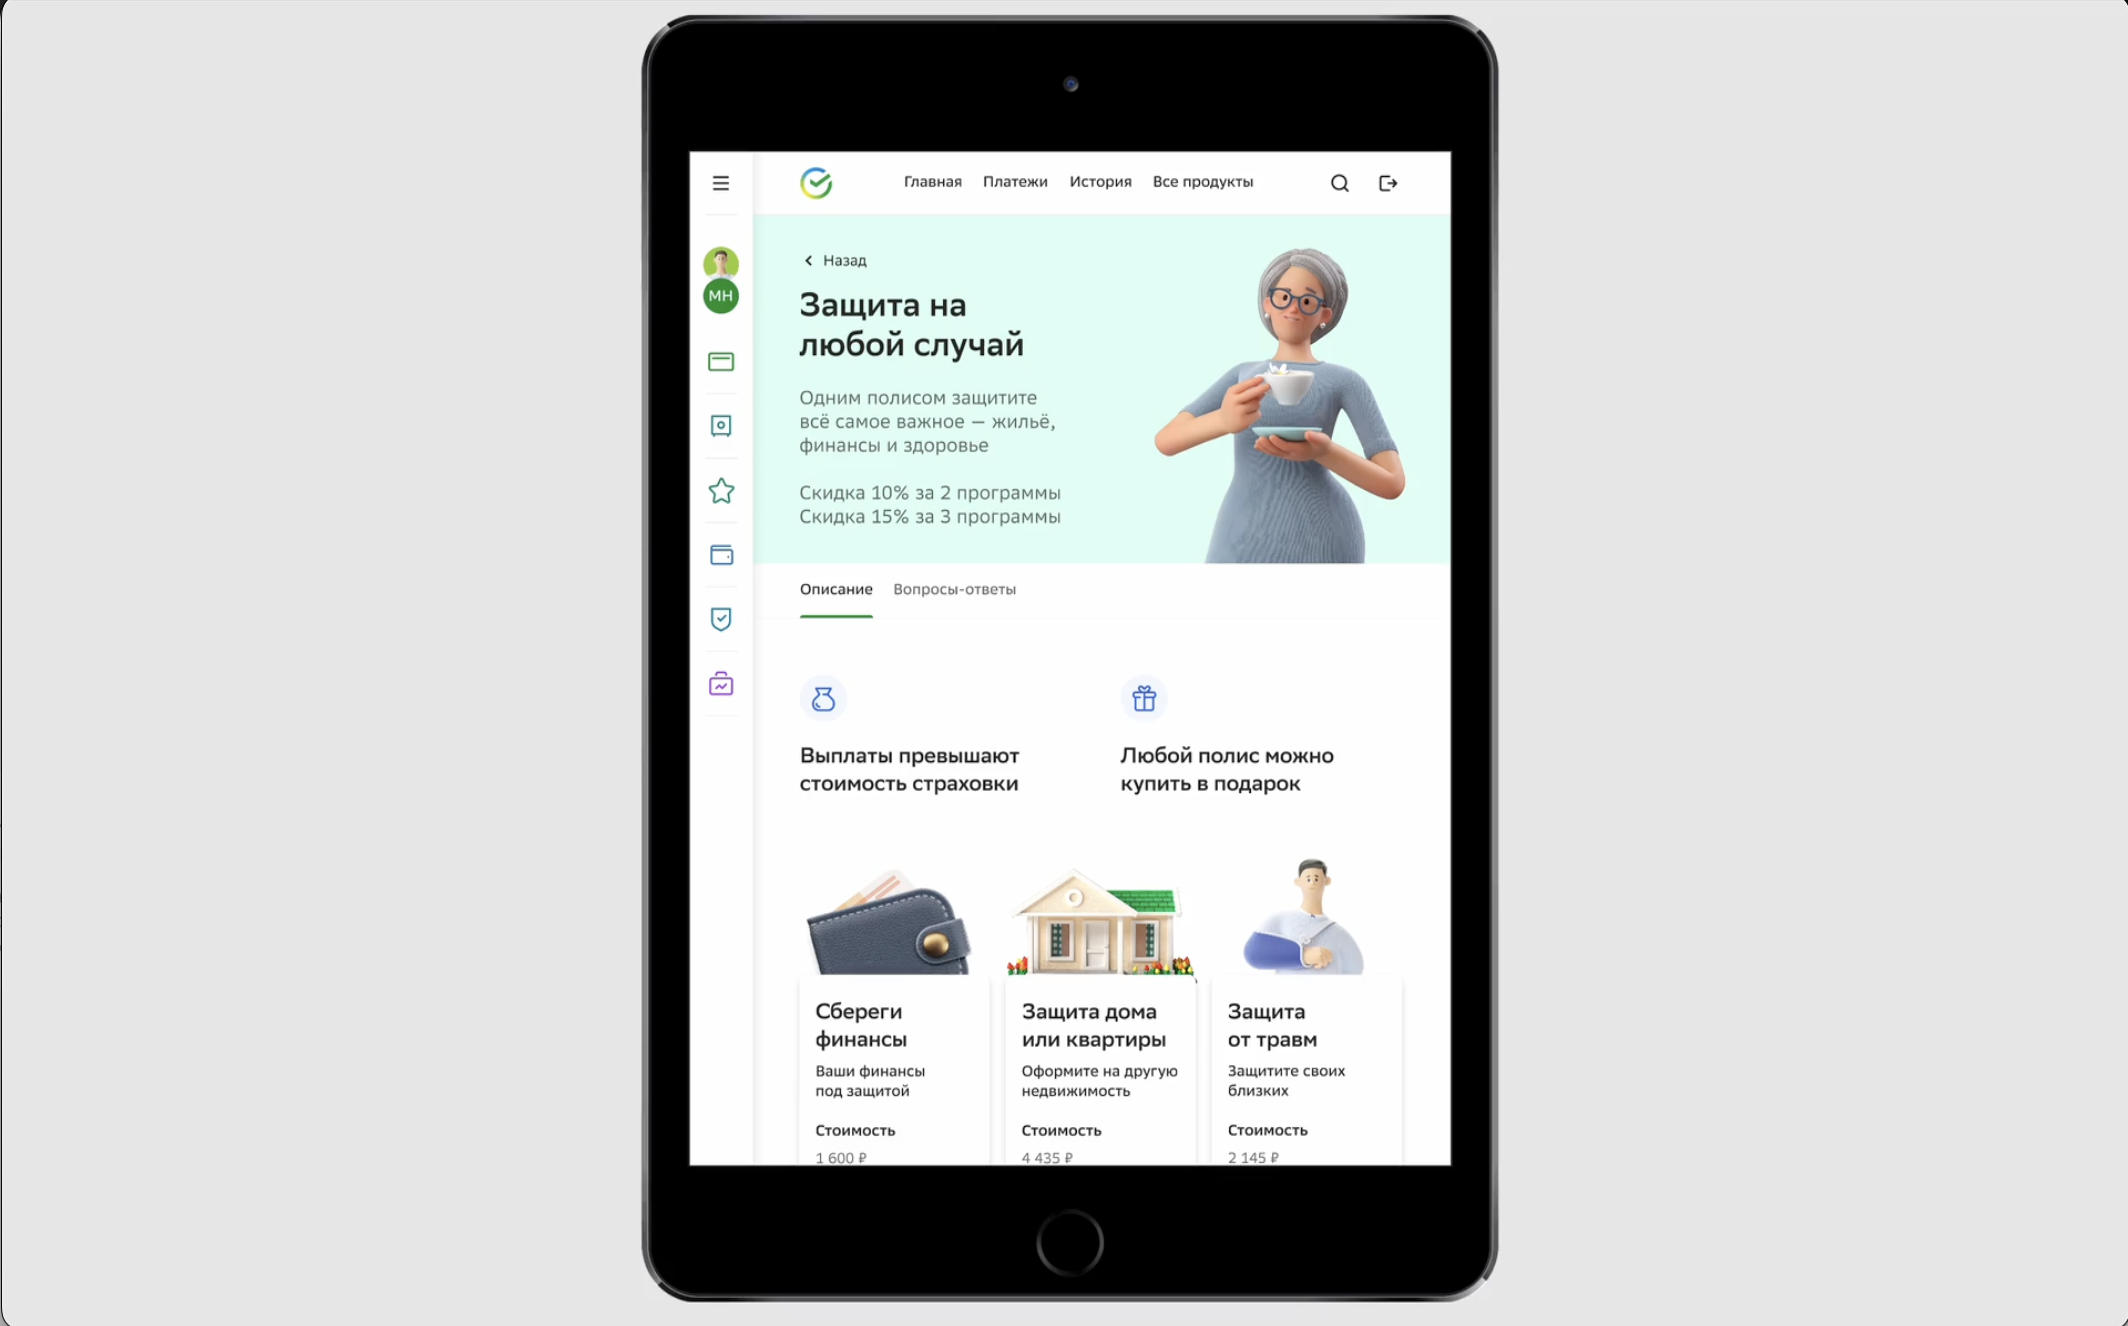 Главная Платежи История Все продукты
МН
Назад
Защита на
любой случай
Одним полисом защитите
всё самое важное — жильё,
финансы и здоровье
Скидка 10% за 2 программы
Скидка 15% за 3 программы
Описание Вопросы-ответы
Выплаты превышают
стоимость страховки
Любой полис можно
купить в подарок
Сбереги
финансы
Ваши финансы
под защитой
Стоимость
1 600 ₽
Защита дома
или квартиры
Оформите на другую
недвижимость
Стоимость
4 435 ₽
Защита
от травм
Защитите своих
близких
Стоимость
2 145 ₽